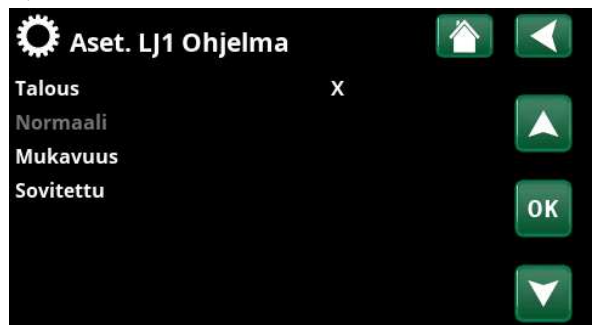 Aset. LJ1 Ohjelma
Talous X
Normaali
Mukavuus
Sovitettu
OK